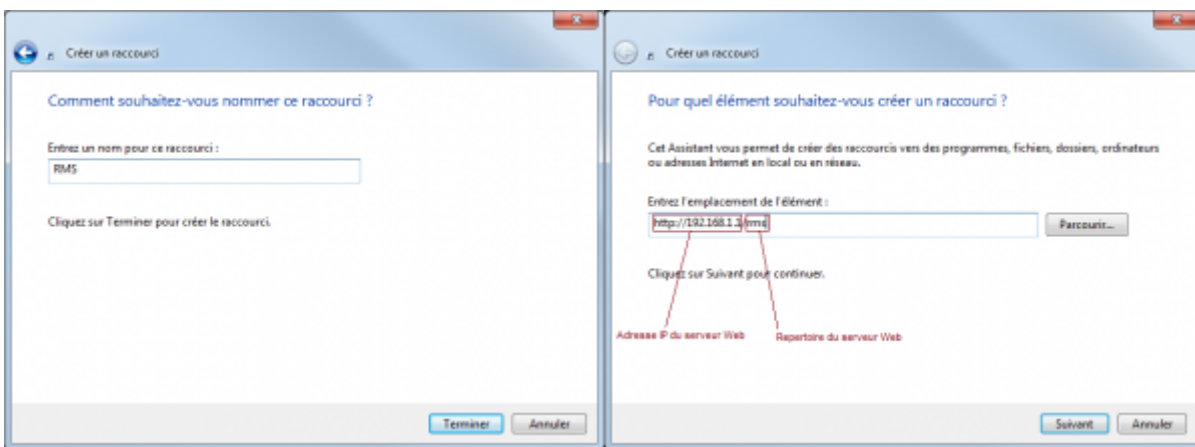 Créer un raccourci
Comment souhaitez-vous nommer ce raccourci ?
Entrez un nom pour ce raccourci :
RMS
Cliquez sur Terminer pour créer le raccourci.
Terminer
Annuler
Créer un raccourci
Pour quel élément souhaitez-vous créer un raccourci ?
Cet Assistant vous permet de créer des raccourcis vers des programmes, fichiers, dossiers, ordinateurs
ou adresses Internet en local ou en réseau.
Entrez l'emplacement de l'élément :
http://192.168.1.1/rms
Parcourir...
Cliquez sur Suivant pour continuer.
Adresse IP du serveur Web
Repertoire du serveur Web
Suivant
Annuler